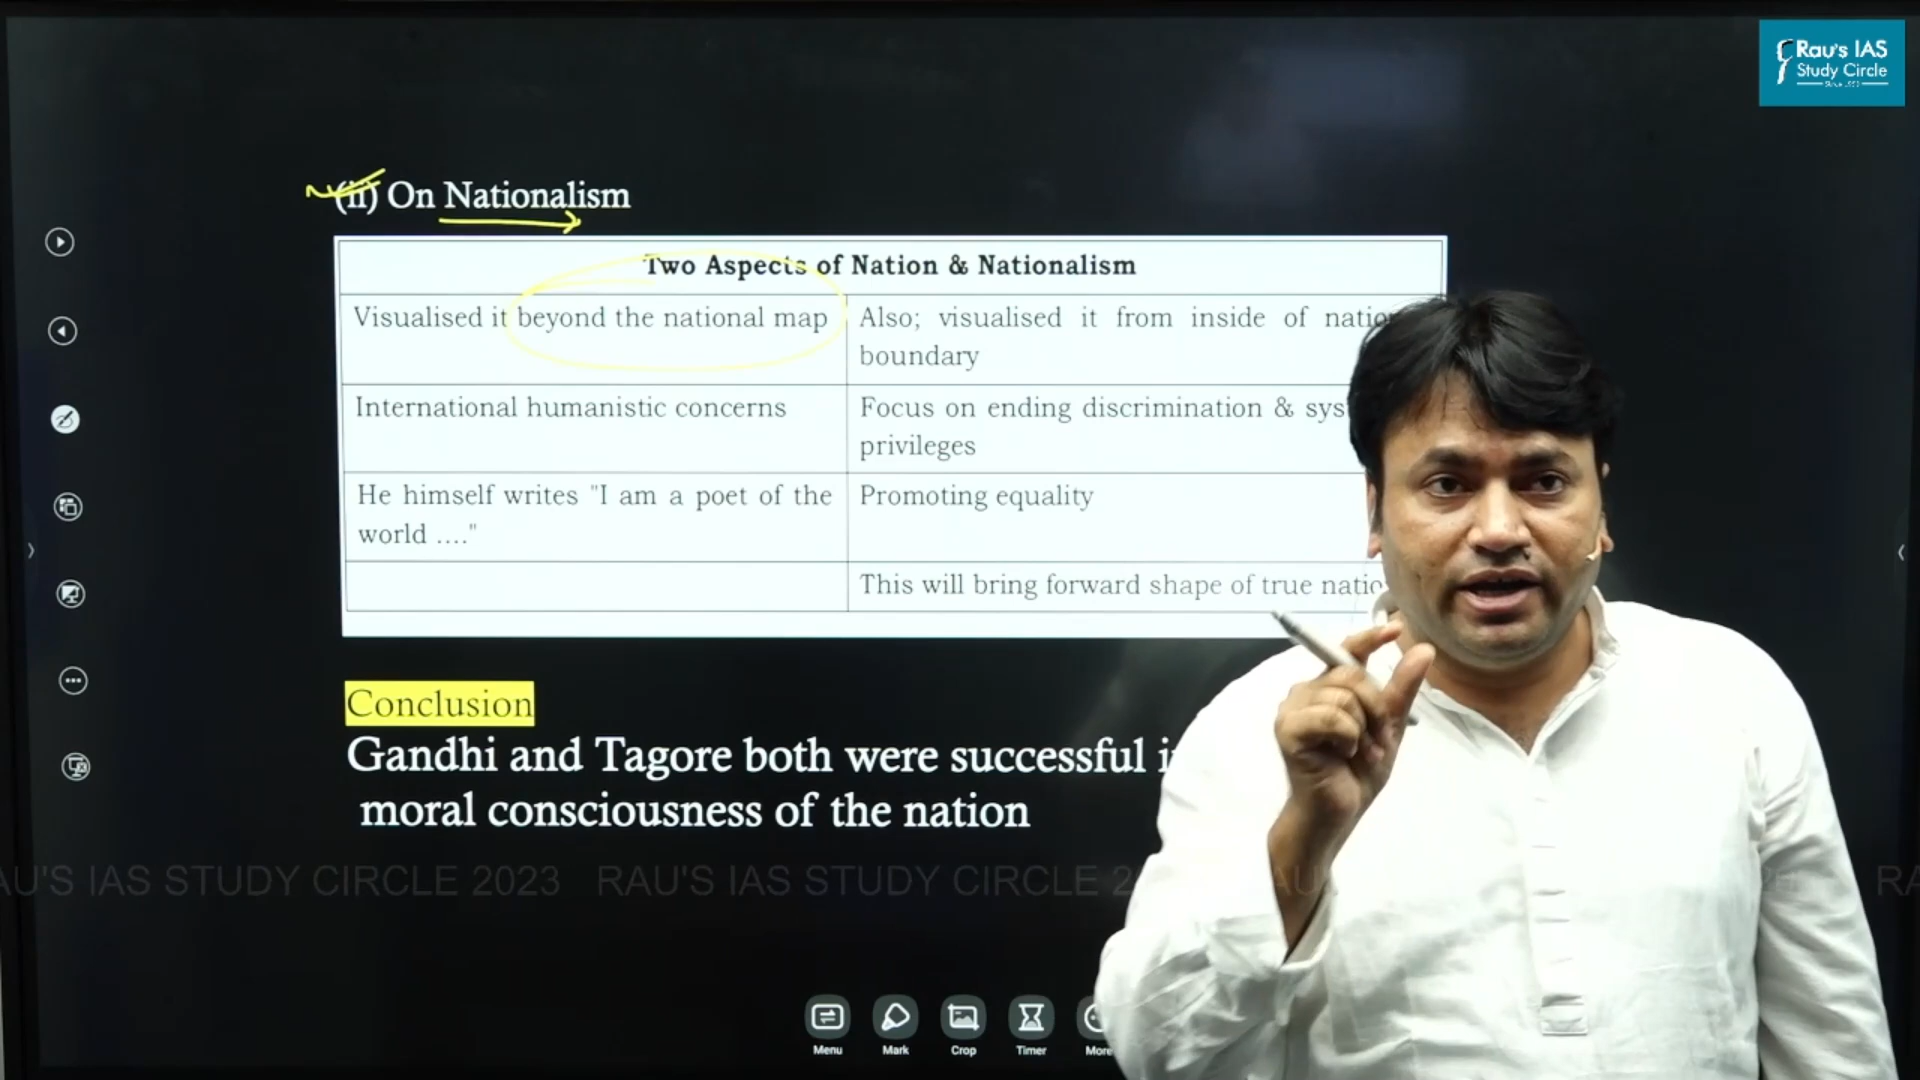 Rau's IAS
Study Circle
(ii) On Nationalism
Two Aspects of Nation & Nationalism
Visualised it beyond the national map
Also; visualised it from inside of
boundary
International humanistic concerns
Focus on ending discrimination &
privileges
He himself writes "I am a poet of the
world ...."
Promoting equality
This will bring forward shape of true
Conclusion
Gandhi and Tagore both were successful
moral consciousness of the nation
RAU'S IAS STUDY CIRCLE 2023 RAU'S IAS STUDY CIRCLE
Menu Mark Crop Timer More